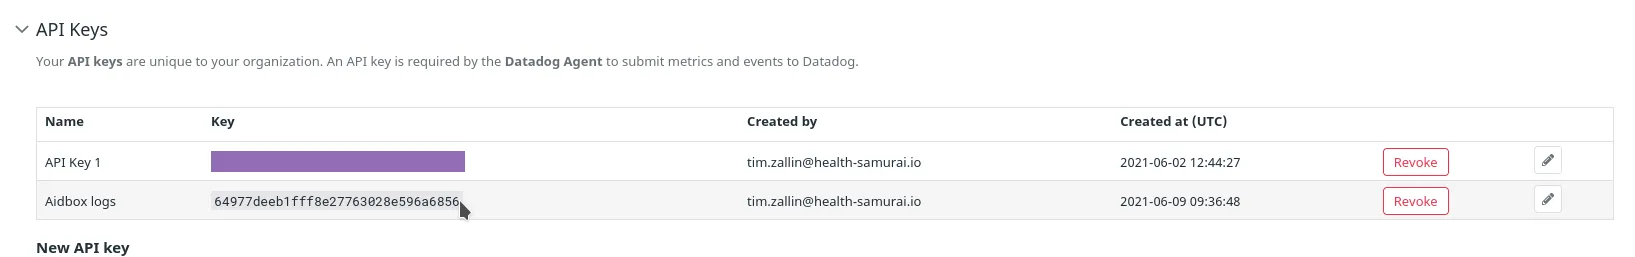 API Keys
Your API keys are unique to your organization. An API key is required by the Datadog Agent to submit metrics and events to Datadog.
Name Key Created by Created at (UTC)
API Key 1 tim.zallin@health-samurai.io 2021-06-02 12:44:27 Revoke
Aidbox logs 64977deeb1fff8e27763028e596a6856 tim.zallin@health-samurai.io 2021-06-09 09:36:48 Revoke
New API key